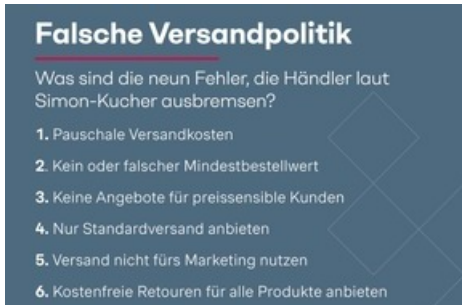 Falsche Versandpolitik
Was sind die neun Fehler, die Händler laut
Simon-Kucher ausbremsen?
1. Pauschale Versandkosten
2. Kein oder falscher Mindestbestellwert
3. Keine Angebote für preissensible Kunden
4. Nur Standardversand anbieten
5. Versand nicht fürs Marketing nutzen
6. Kostenfreie Retouren für alle Produkte anbieten